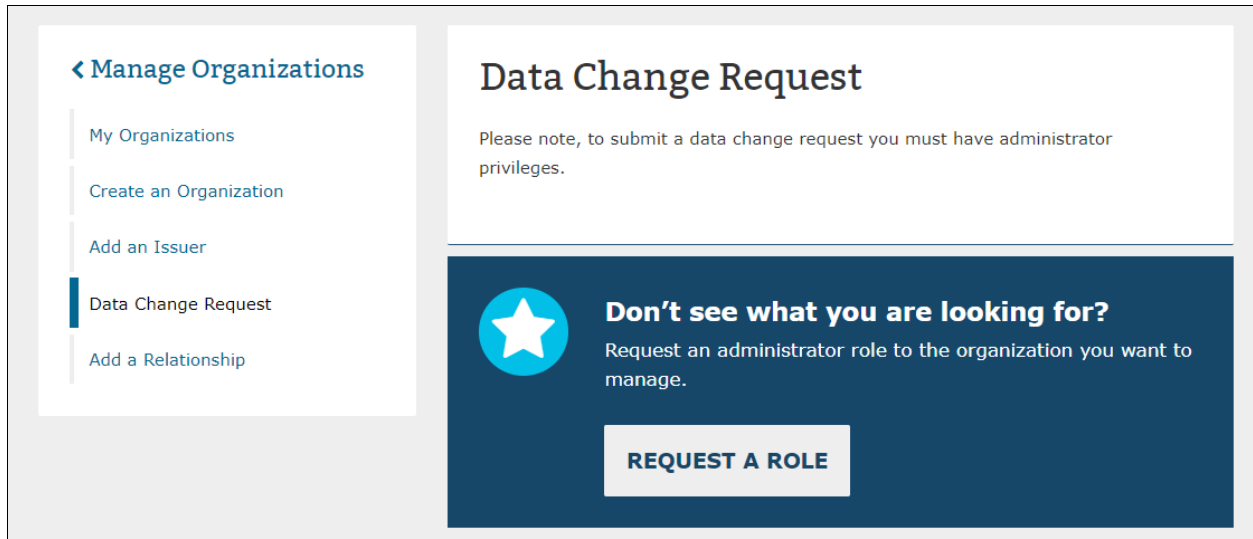 Manage Organizations
My Organizations
Create an Organization
Add an Issuer
Data Change Request
Add a Relationship
Data Change Request
Please note, to submit a data change request you must have administrator
privileges.
Don’t see what you are looking for?
Request an administrator role to the organization you want to
manage.
REQUEST A ROLE